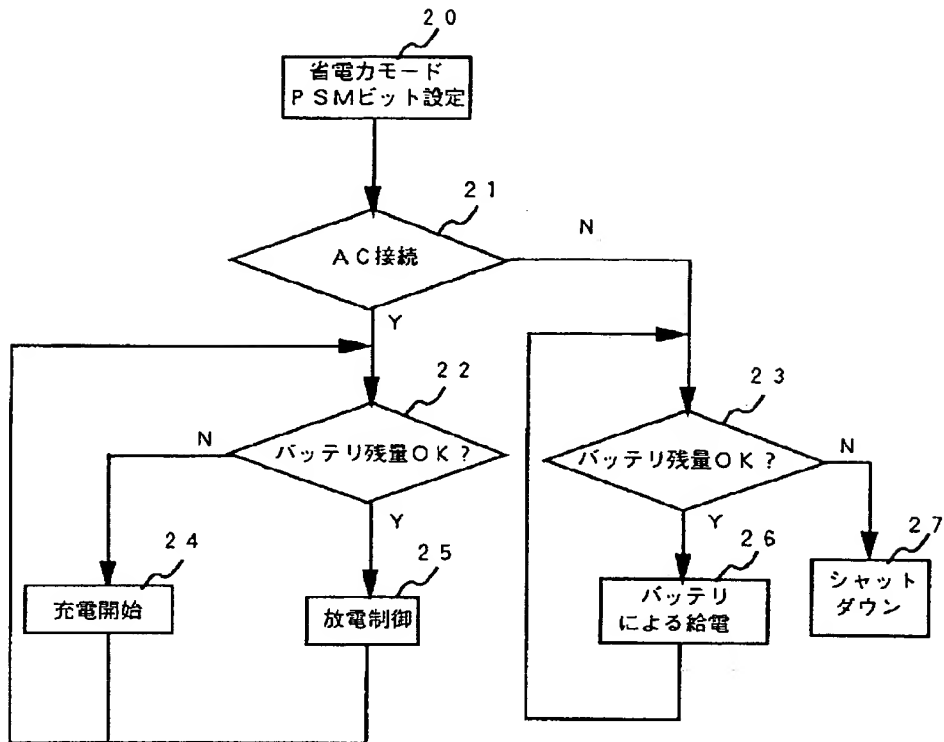 20
省電力モード
PSMビット設定
21
AC接続
N
Y
22
バッテリ残量OK?
N
Y
23
バッテリ残量OK?
N
Y
24
充電開始
25
放電制御
26
バッテリ
による給電
27
シャット
ダウン